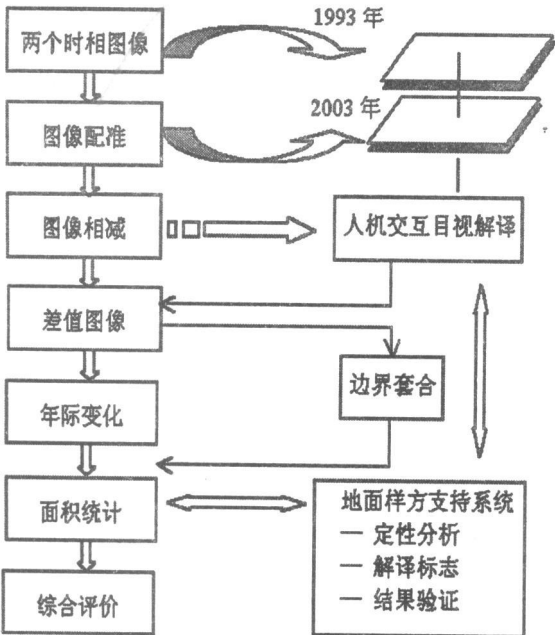 两个时相图像
1993 年
图像配准
2003 年
图像相减
人机交互目视解译
差值图像
边界套合
年际变化
面积统计
地面样方支持系统
— 定性分析
— 解译标志
— 结果验证
综合评价